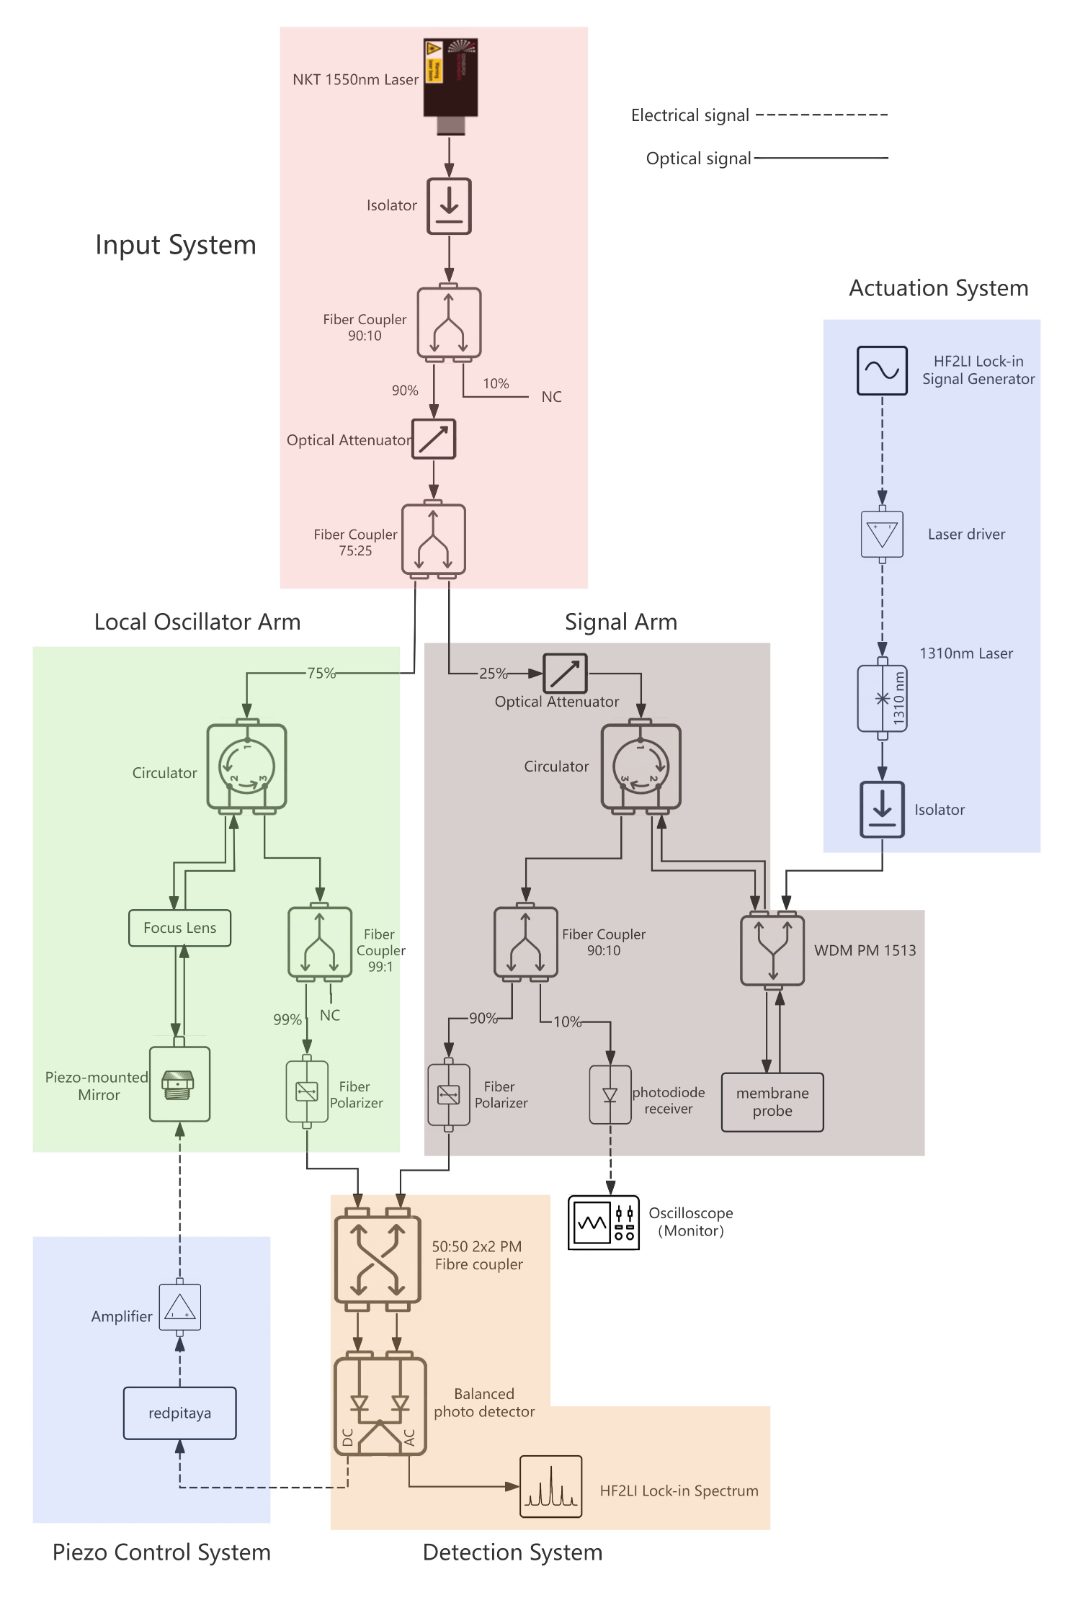 NKT 1550nm Laser
Electrical signal
Optical signal
Isolator
Input System
Fiber Coupler
90:10
90%
10%
NC
Optical Attenuator
Fiber Coupler
75:25
Actuation System
HF2LI Lock-in
Signal Generator
Laser driver
1310nm Laser
1310 nm
Isolator
Local Oscillator Arm
75%
Circulator
1
2
3
Focus Lens
Fiber
Coupler
99:1
99%
NC
Piezo-mounted
Mirror
Fiber
Polarizer
Signal Arm
25%
Optical Attenuator
Circulator
1
3
2
Fiber Coupler
90:10
WDM PM 1513
90%
10%
Fiber
Polarizer
photodiode
receiver
membrane
probe
Oscilloscope
(Monitor)
50:50 2x2 PM
Fibre coupler
Amplifier
redpitaya
Balanced
photo detector
DC
AC
HF2LI Lock-in Spectrum
Piezo Control System
Detection System